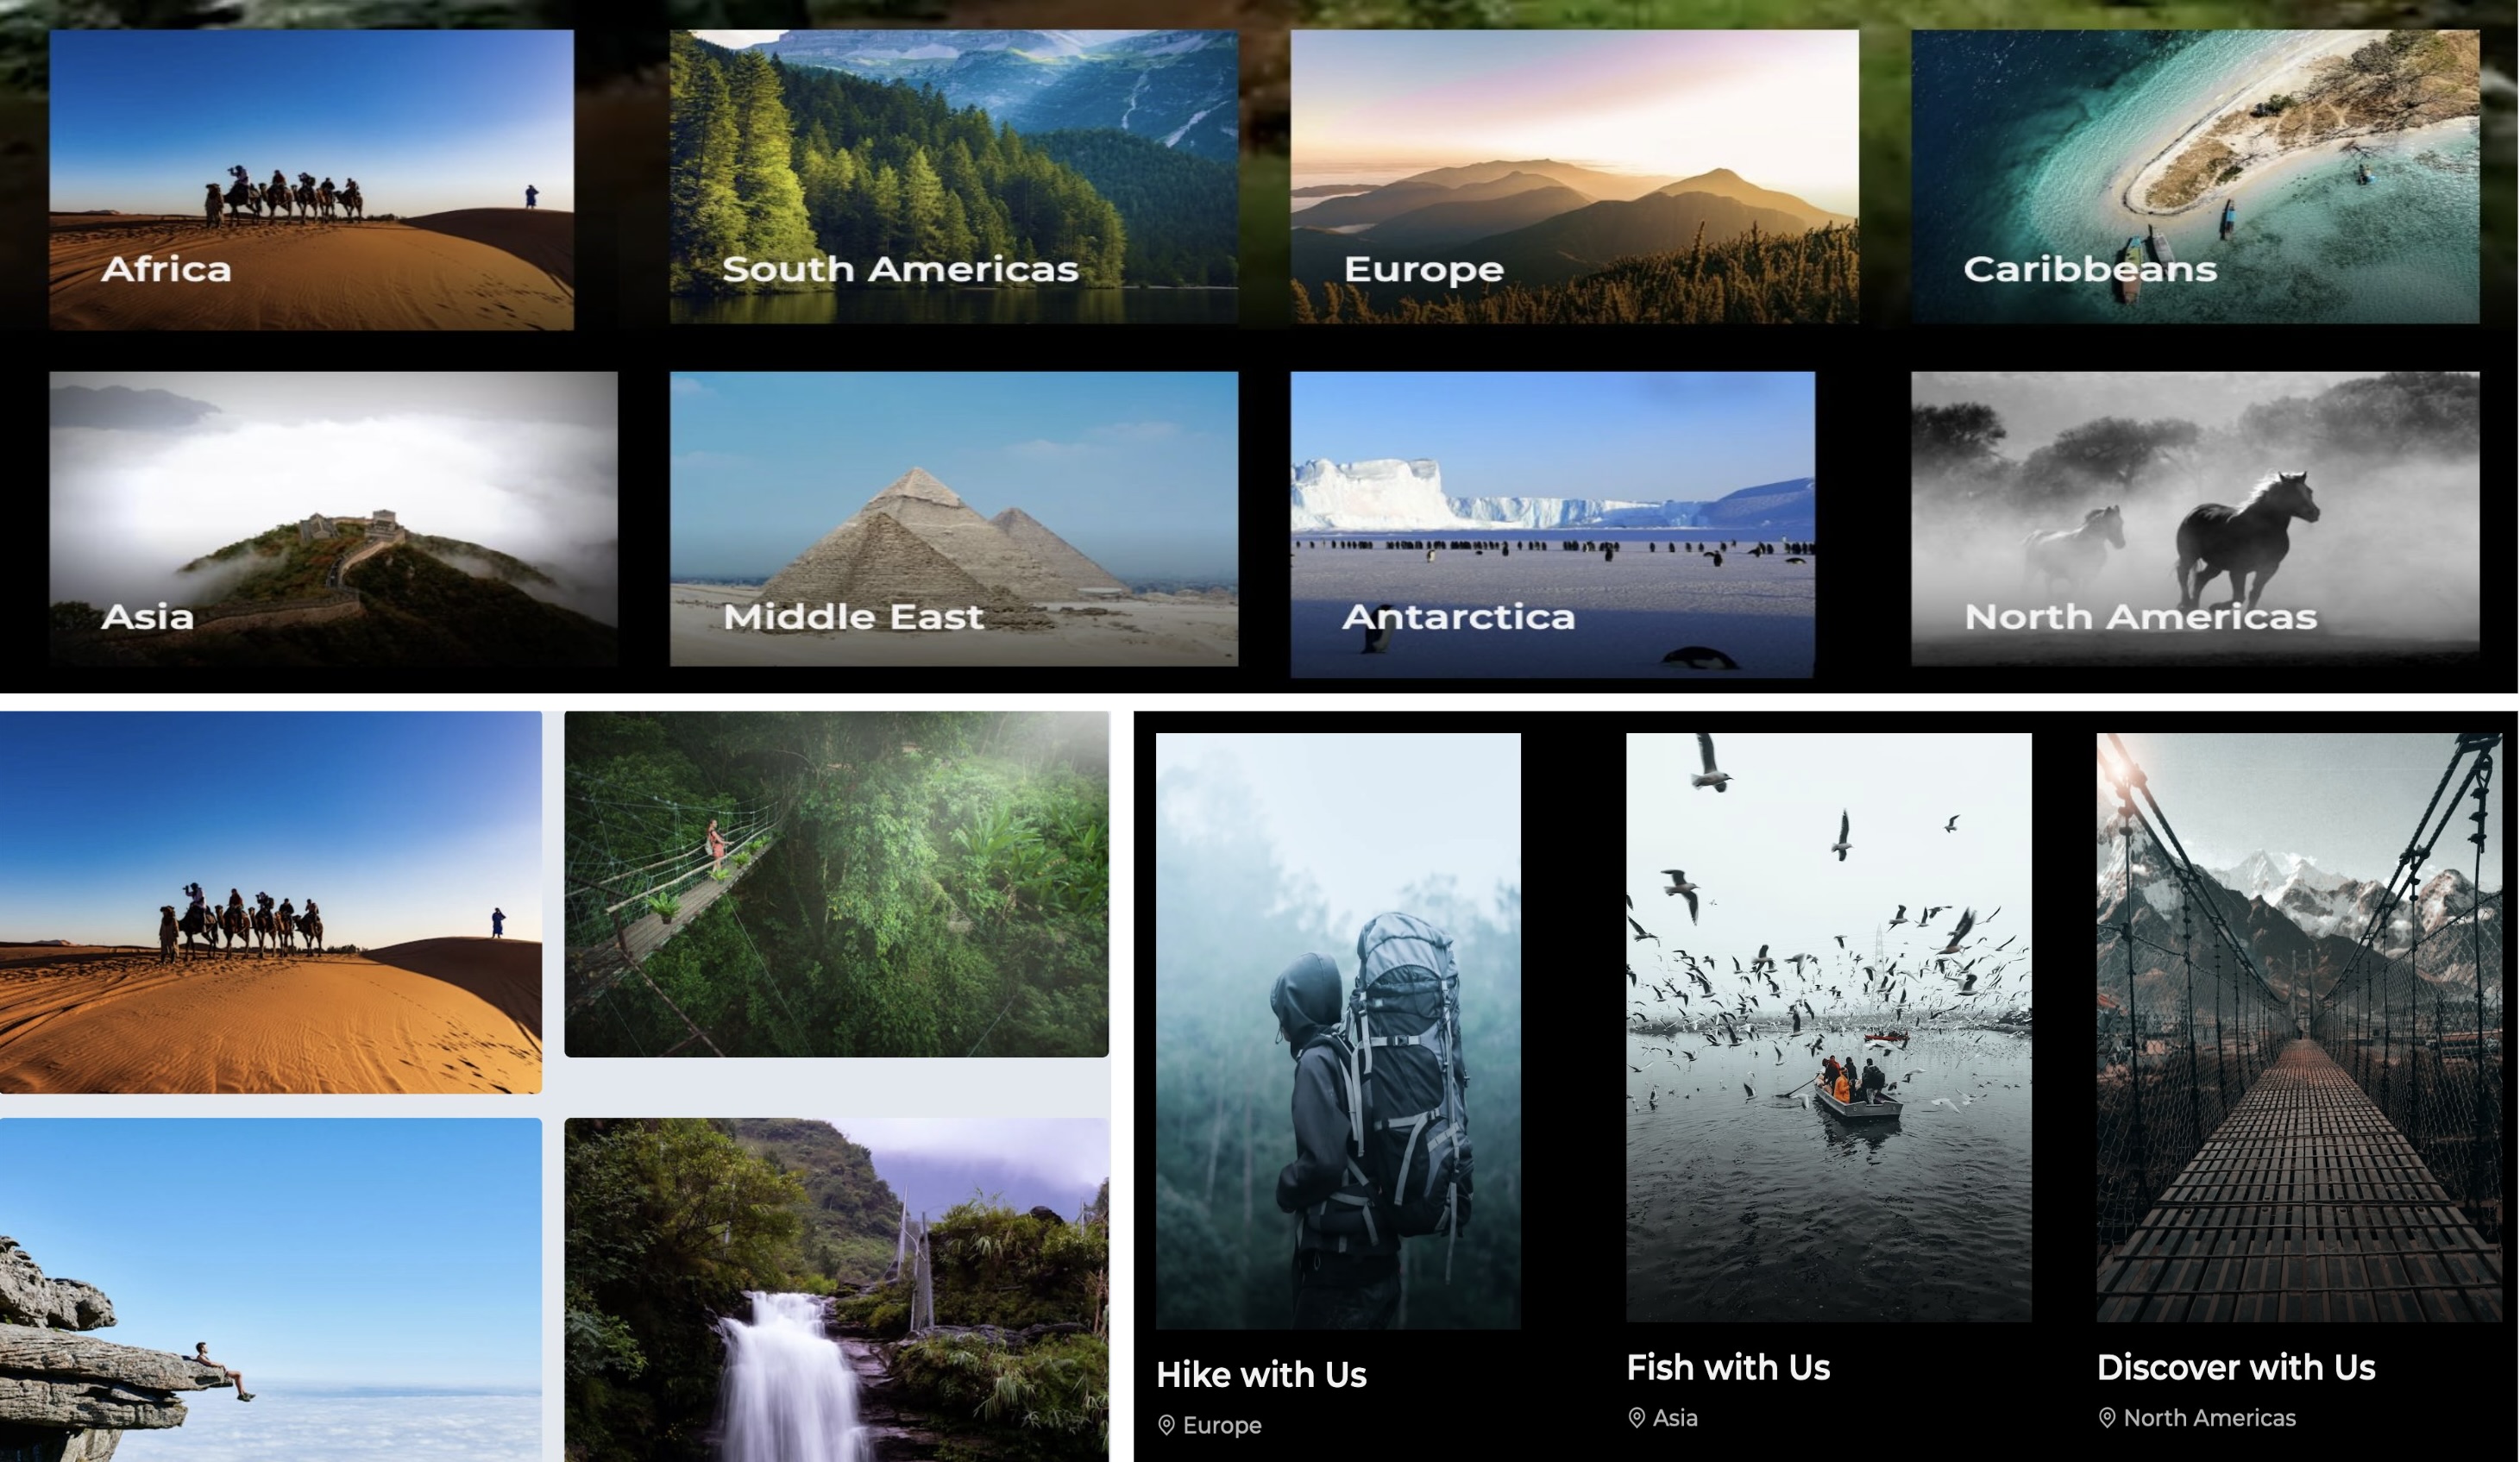 Africa
South Americas
Europe
Caribbeans
Asia
Middle East
Antarctica
North Americas
Hike with Us
Europe
Fish with Us
Asia
Discover with Us
North Americas